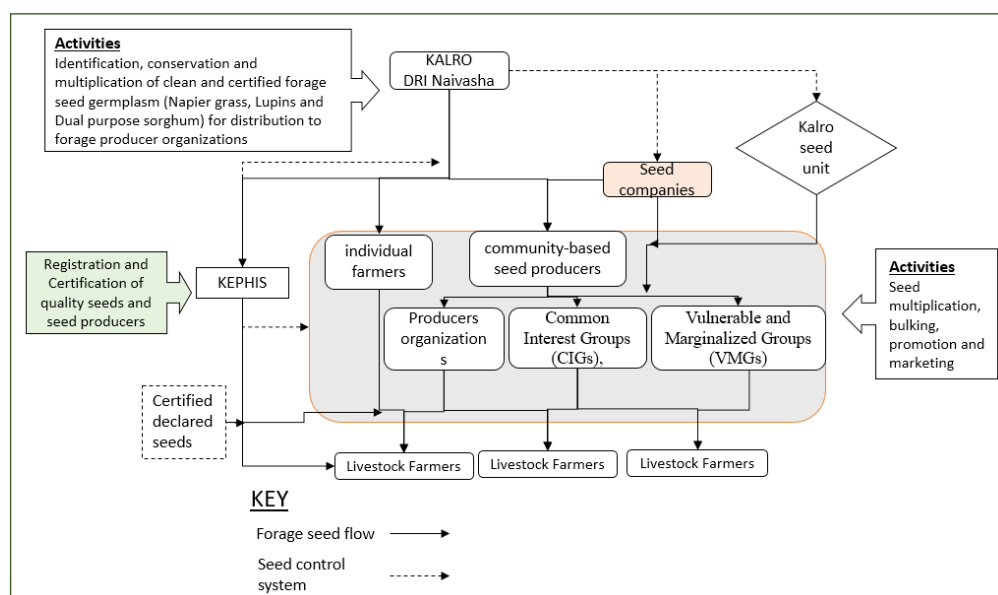 Activities
Identification, conservation and
multiplication of clean and certified forage
seed germplasm (Napier grass, Lupins and
Dual purpose sorghum) for distribution to
forage producer organizations
KALRO
DRI Naivasha
Kalro
seed
unit
Seed
companies
individual
farmers
community-based
seed producers
Registration and
Certification of
quality seeds and
seed producers
KEPHIS
Activities
Seed
multiplication,
bulking,
promotion and
marketing
Producers
organization
s
Common
Interest Groups
(CIGs),
Vulnerable and
Marginalized Groups
(VMGs)
Certified
declared
seeds
Livestock Farmers
Livestock Farmers
Livestock Farmers
KEY
Forage seed flow
Seed control
system